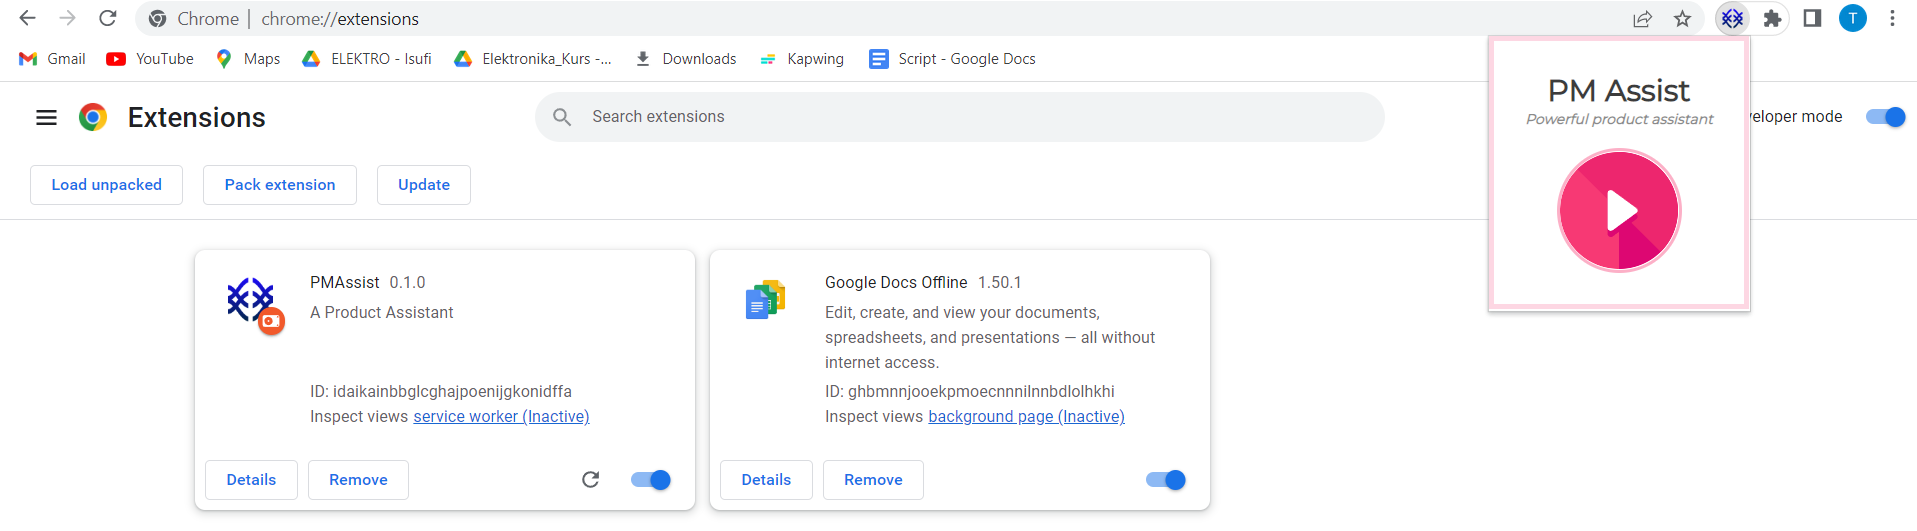 Chrome | chrome://extensions
T
Gmail YouTube Maps ELEKTRO - Isufi Elektronika_Kurs -... Downloads Kapwing Script - Google Docs
PM Assist
Powerful product assistant
Extensions
Search extensions
veloper mode
Load unpacked Pack extension Update
PMAssist 0.1.0
A Product Assistant
ID: idaikainbbglcghajpoenijgkonidffa
Inspect views service worker (Inactive)
Details Remove
Google Docs Offline 1.50.1
Edit, create, and view your documents,
spreadsheets, and presentations — all without
internet access.
ID: ghbmnnjooekpmoecnnnilnnbdlolhkhi
Inspect views background page (Inactive)
Details Remove